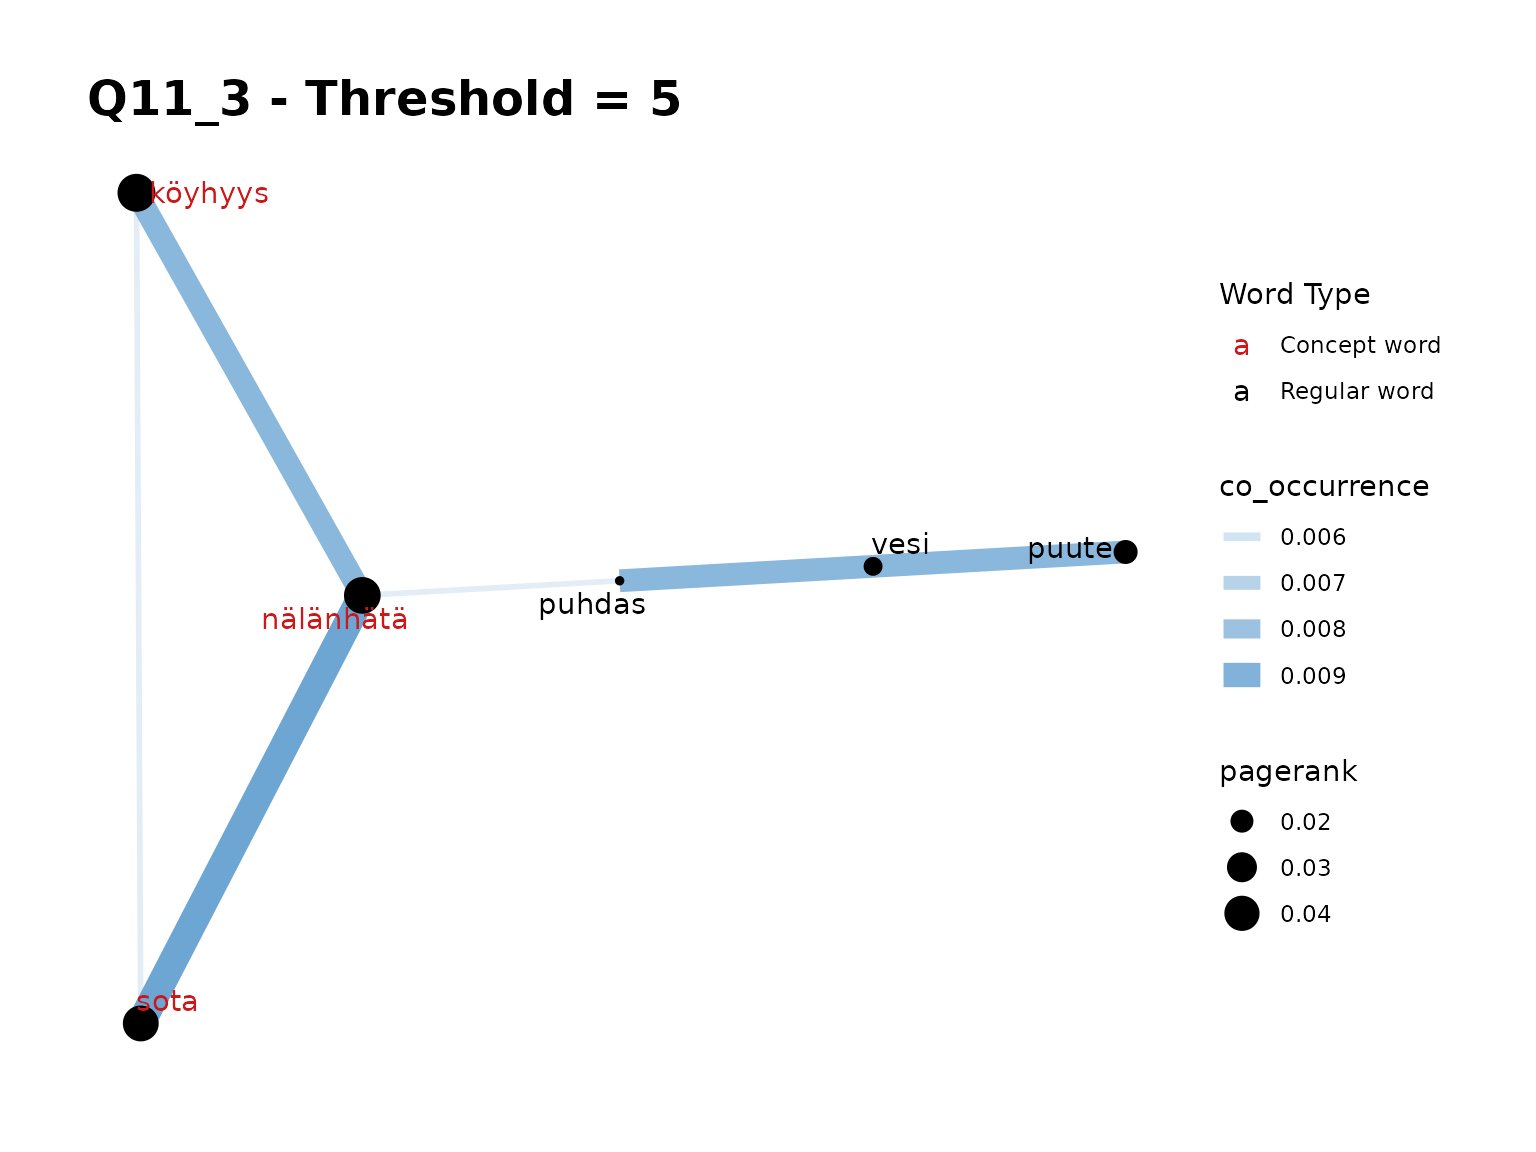 Q11_3 - Threshold = 5
köyhyys
nälänhätä
puhdas
vesi
puute
sota
Word Type
a Concept word
a Regular word
co_occurrence
0.006
0.007
0.008
0.009
pagerank
0.02
0.03
0.04